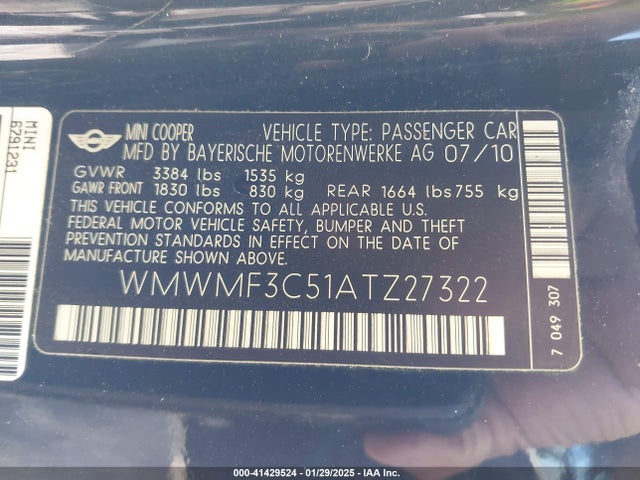 MINI COOPER VEHICLE TYPE: PASSENGER CAR
MFD BY BAYERISCHE MOTORENWERKE AG 07/10
GVWR 3384 lbs 1535 kg
GAWR FRONT 1830 lbs 830 kg REAR 1664 lbs 755 kg
THIS VEHICLE CONFORMS TO ALL APPLICABLE U.S.
FEDERAL MOTOR VEHICLE SAFETY, BUMPER AND THEFT
PREVENTION STANDARDS IN EFFECT ON THE DATE OF
MANUFACTURE SHOWN ABOVE.
WMWMF3C51ATZ27322
7 049 307
MINI
6291231
000-41429524 - 01/29/2025 - IAA Inc.